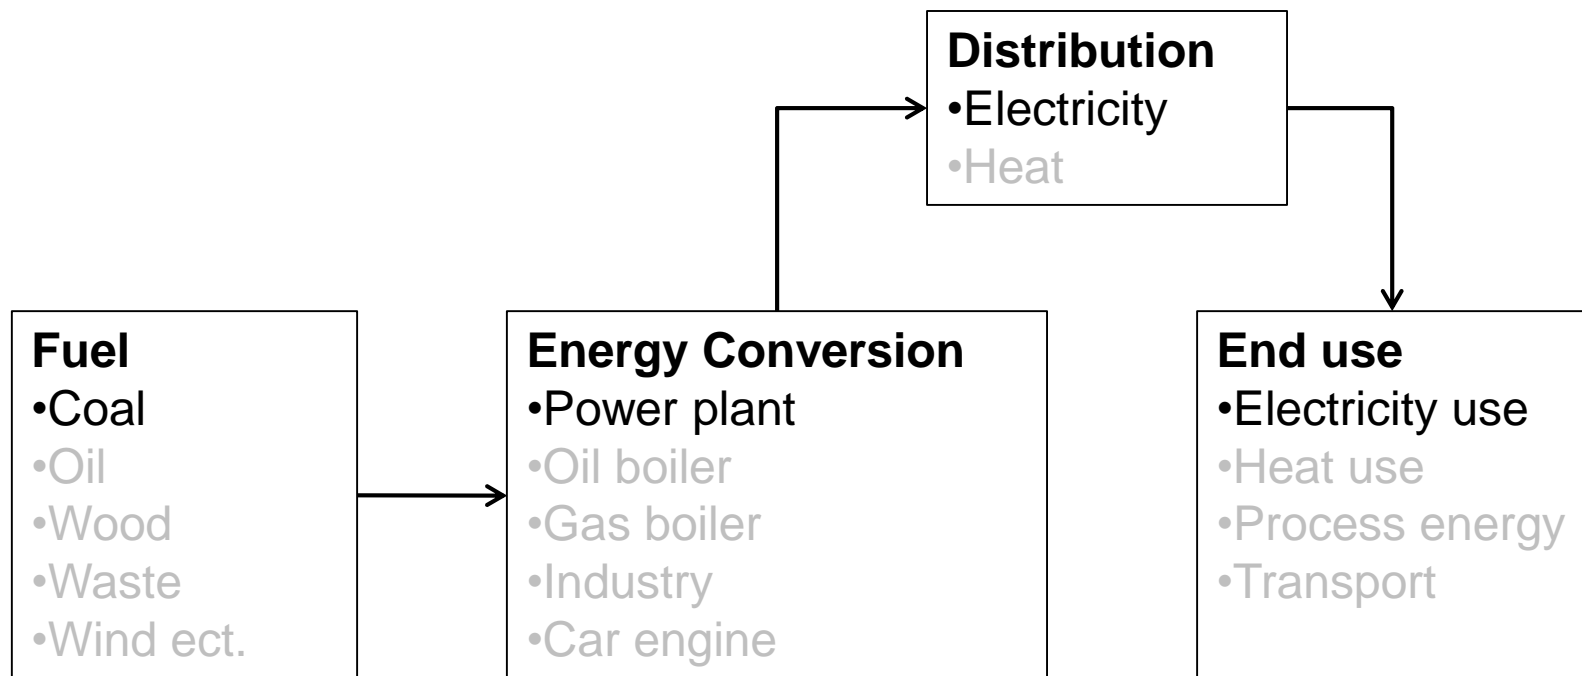 Distribution
•Electricity
•Heat
Fuel
•Coal
•Oil
•Wood
•Waste
•Wind ect.
Energy Conversion
•Power plant
•Oil boiler
•Gas boiler
•Industry
•Car engine
End use
•Electricity use
•Heat use
•Process energy
•Transport